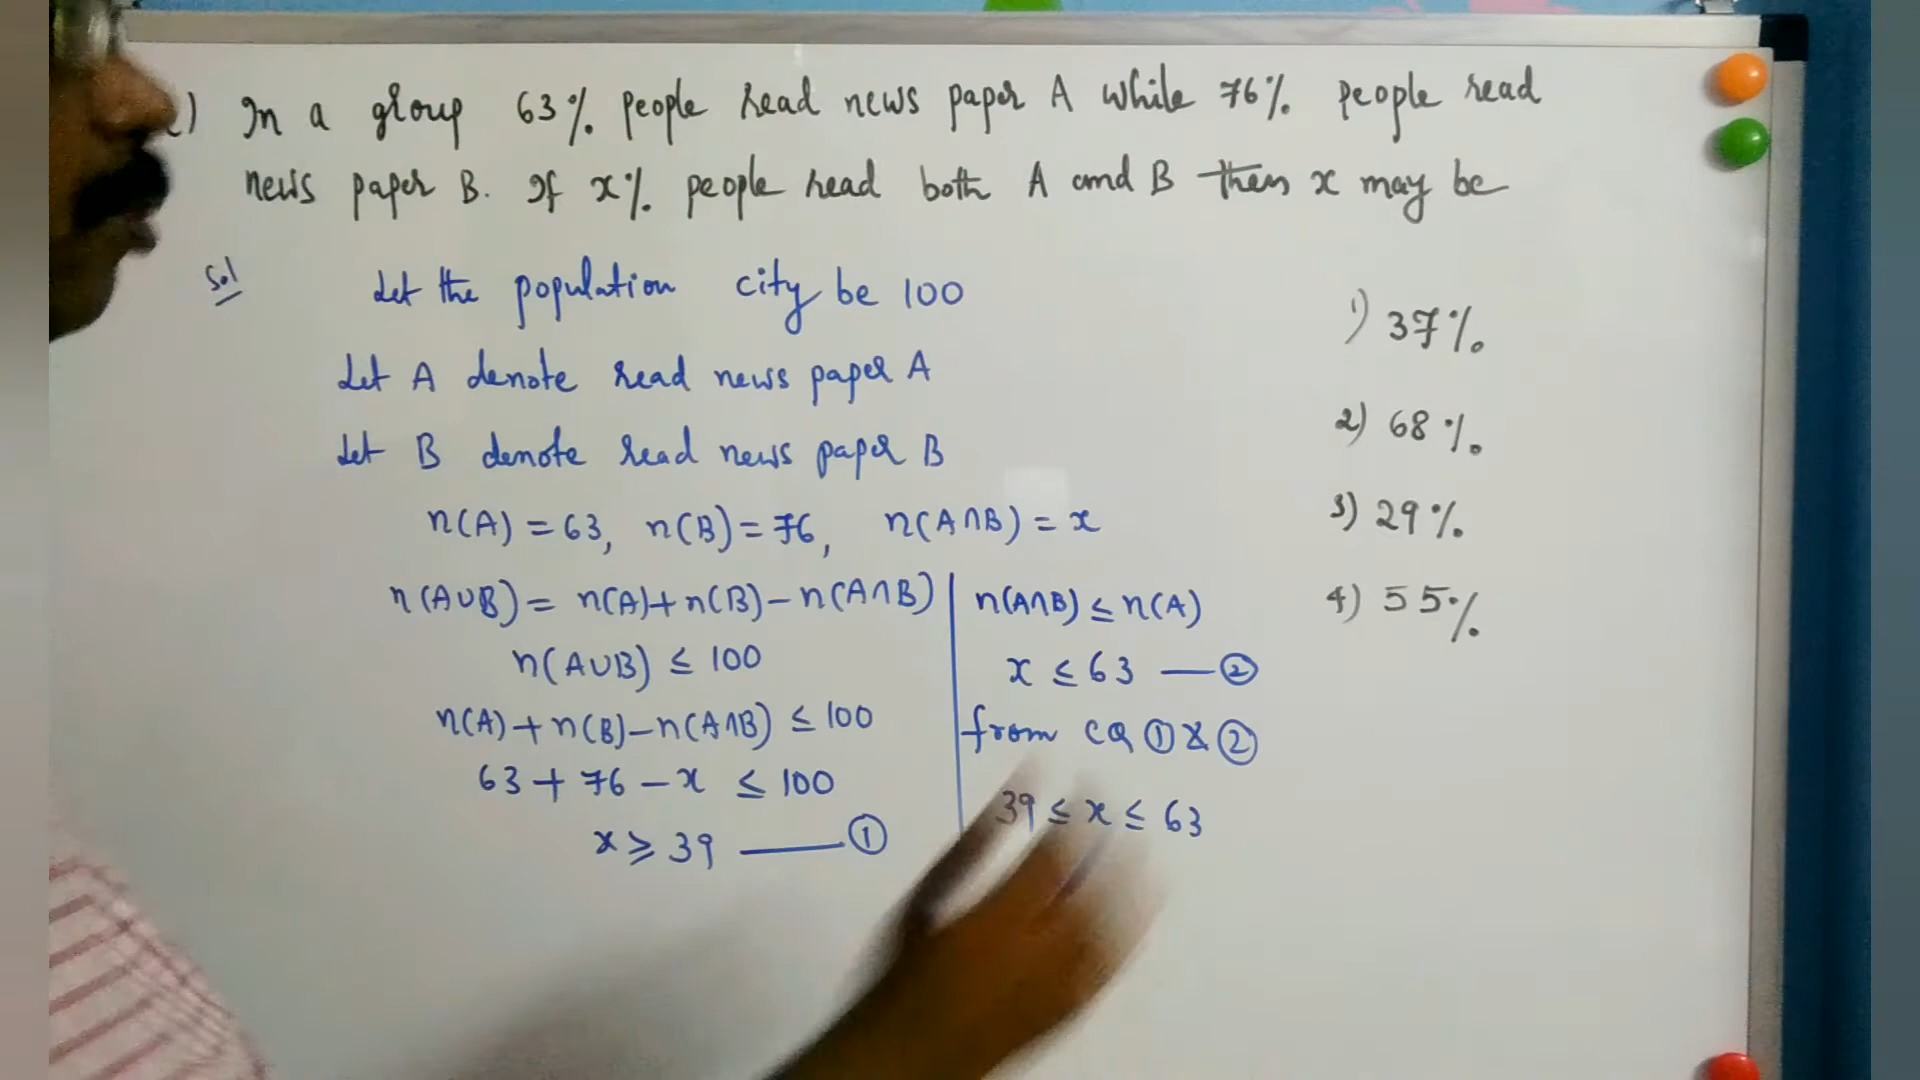 ) In a group 63% people read news paper A while 76% people read
news paper B. If x% people read both A and B then x may be
Sol
Let the population city be 100
Let A denote read news paper A
Let B denote read news paper B
n(A) = 63, n(B) = 76, n(A∩B) = x
n(A∪B) = n(A)+n(B)-n(A∩B)
n(A∪B) ≤ 100
n(A)+n(B)-n(A∩B) ≤ 100
63+76-x ≤ 100
x ≥ 39 —— ①
n(A∩B) ≤ n(A)
x ≤ 63 — ②
from eq ① & ②
39 ≤ x ≤ 63
1) 37%
2) 68%
3) 29%
4) 55%